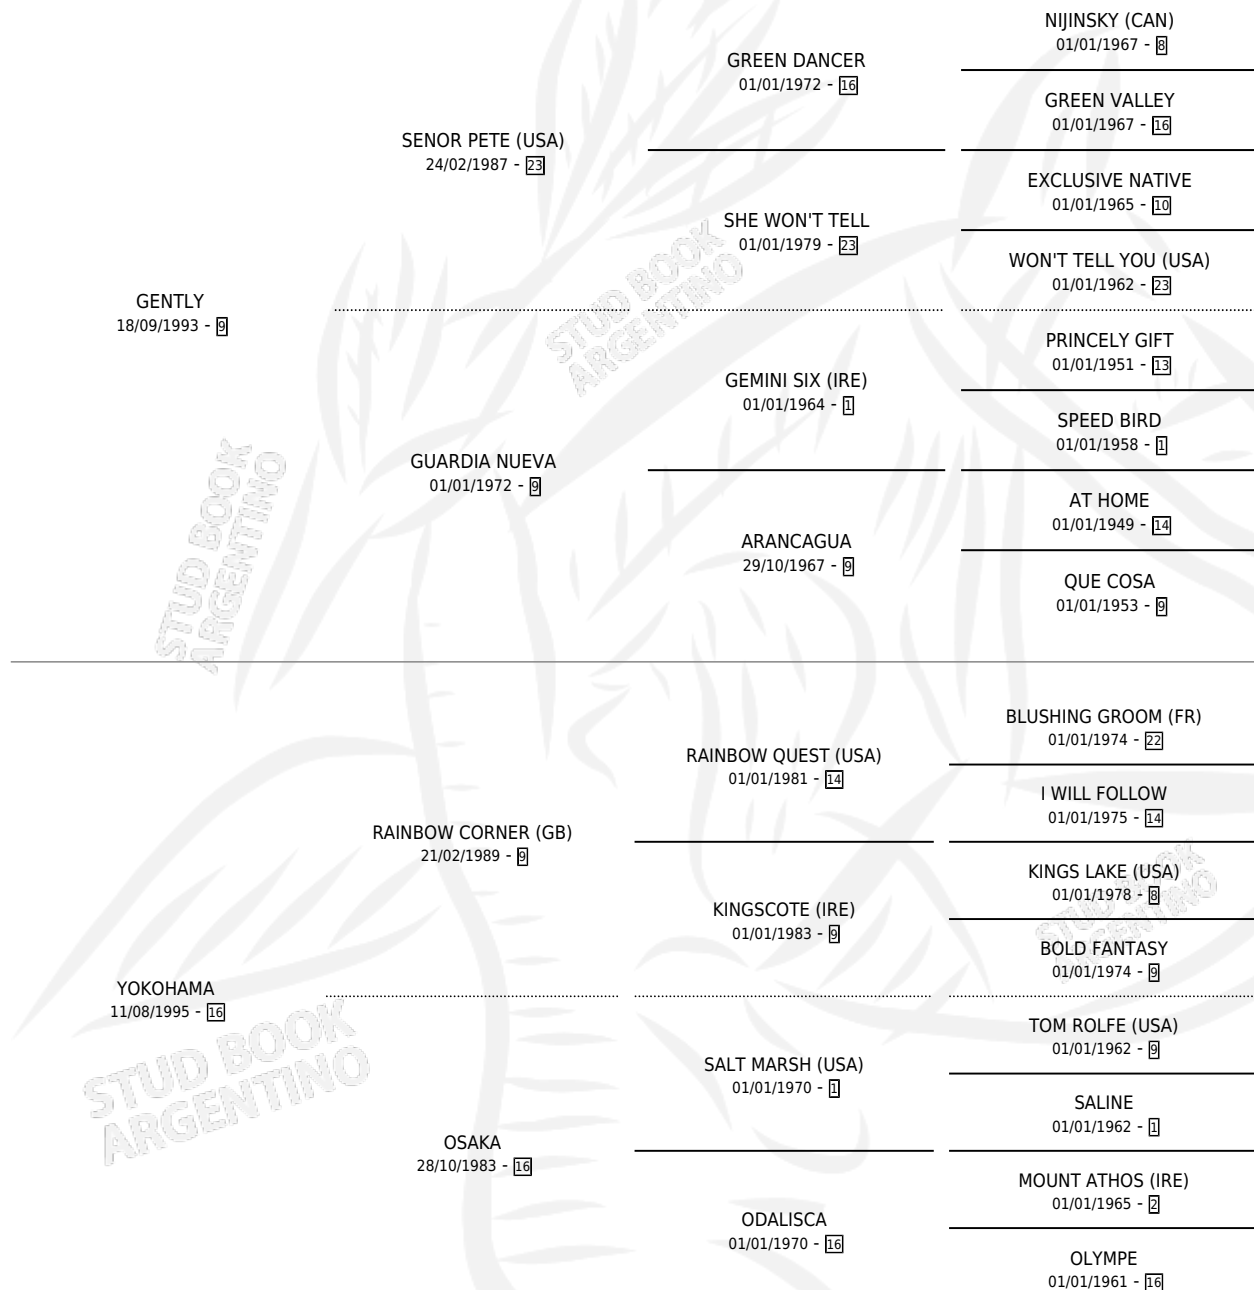 NIJINSKY (CAN)
01/01/1967 - 8
GREEN DANCER
01/01/1972 - 16
GREEN VALLEY
01/01/1967 - 16
SENOR PETE (USA)
24/02/1987 - 23
EXCLUSIVE NATIVE
01/01/1965 - 10
SHE WON'T TELL
01/01/1979 - 23
WON'T TELL YOU (USA)
01/01/1962 - 23
GENTLY
18/09/1993 - 9
STUD BOOK
ARGENTINO
PRINCELY GIFT
01/01/1951 - 13
GEMINI SIX (IRE)
01/01/1964 - 1
SPEED BIRD
01/01/1958 - 1
GUARDIA NUEVA
01/01/1972 - 9
AT HOME
01/01/1949 - 14
ARANCAGUA
29/10/1967 - 9
QUE COSA
01/01/1953 - 9
STUD BOOK
ARGENTINO
BLUSHING GROOM (FR)
01/01/1974 - 22
RAINBOW QUEST (USA)
01/01/1981 - 14
I WILL FOLLOW
01/01/1975 - 14
RAINBOW CORNER (GB)
21/02/1989 - 9
KINGS LAKE (USA)
01/01/1978 - 8
STUD BOOK
ARGENTINO
KINGSCOTE (IRE)
01/01/1983 - 9
BOLD FANTASY
01/01/1974 - 9
YOKOHAMA
11/08/1995 - 16
STUD BOOK
ARGENTINO
TOM ROLFE (USA)
01/01/1962 - 9
SALT MARSH (USA)
01/01/1970 - 1
SALINE
01/01/1962 - 1
OSAKA
28/10/1983 - 16
MOUNT ATHOS (IRE)
01/01/1965 - 2
ODALISCA
01/01/1970 - 16
OLYMPE
01/01/1961 - 16